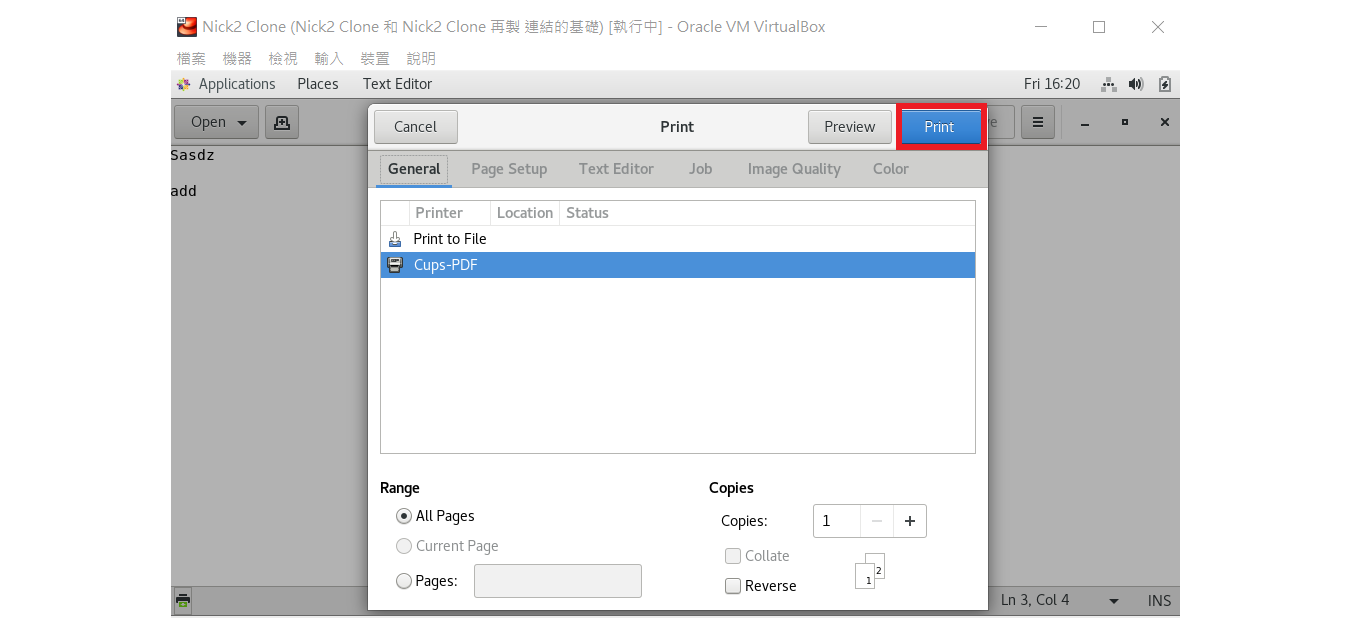 Nick2 Clone (Nick2 Clone 和 Nick2 Clone 再製 連結的基礎) [執行中] - Oracle VM VirtualBox
檔案 機器 檢視 輸入 裝置 說明
Applications Places Text Editor Fri 16:20
Open Cancel Print Preview Print
General Page Setup Text Editor Job Image Quality Color
Sasdz
add
Printer Location Status
Print to File
Cups-PDF
Range Copies
All Pages Copies: 1
Current Page Collate
Pages: Reverse
1 2
Ln 3, Col 4 INS